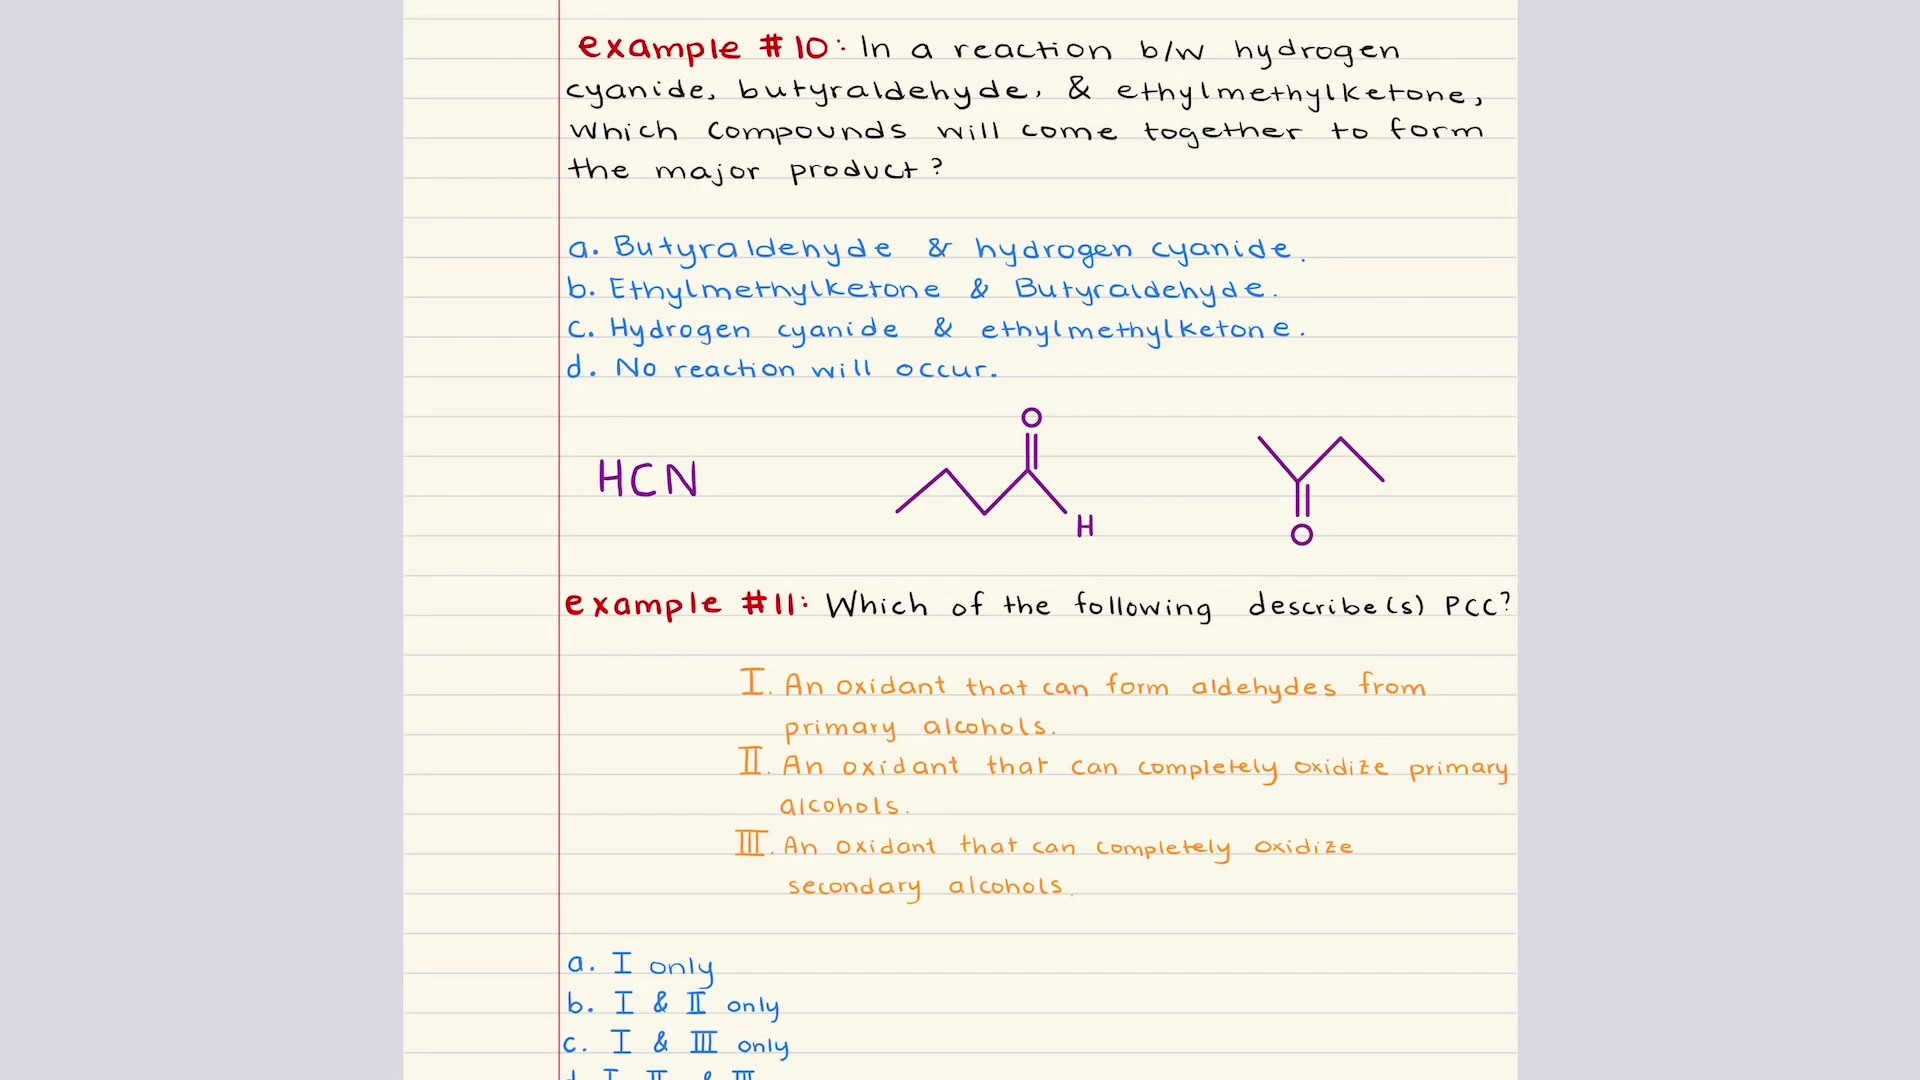 example #10: In a reaction b/w hydrogen
cyanide, butyraldehyde, & ethylmethylketone,
which compounds will come together to form
the major product?
a. Butyraldehyde & hydrogen cyanide.
b. Ethylmethylketone & Butyraldehyde.
c. Hydrogen cyanide & ethylmethylketone.
d. No reaction will occur.
O
HCN
H
O
example #11: Which of the following describe(s) PCC?
I. An oxidant that can form aldehydes from
primary alcohols.
II. An oxidant that can completely oxidize primary
alcohols.
III. An oxidant that can completely oxidize
secondary alcohols.
a. I only
b. I & II only
c. I & III only